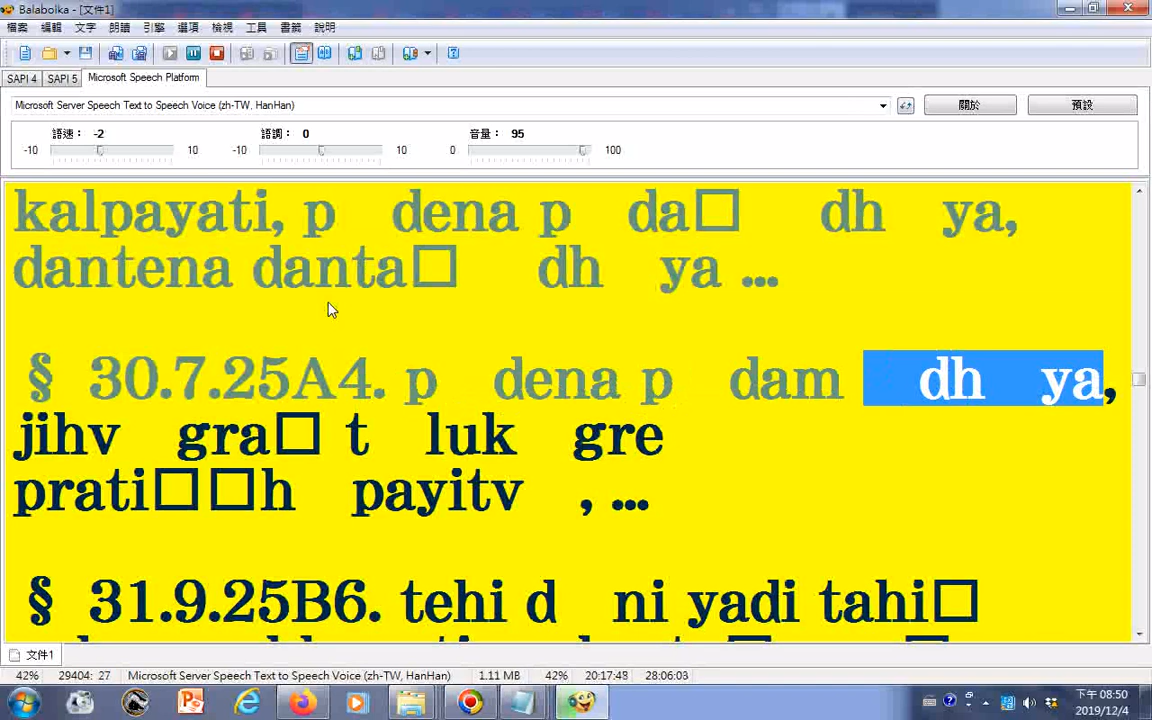 Balabolka - [文件1]
檔案 編輯 文字 朗讀 引擎 選項 檢視 工具 書籤 說明
SAPI 4 SAPI 5 Microsoft Speech Platform
Microsoft Server Speech Text to Speech Voice (zh-TW, HanHan) 關於 預設
語速： -2 語調： 0 音量： 95
-10 10 -10 10 0 100
kalpayati, p dena p da□ dh ya,
dantena danta□ dh ya ...
§ 30.7.25A4. p dena p dam dh ya,
jihv gra□ t luk gre
prati□□h payitv , ...
§ 31.9.25B6. tehi d ni yadi tahi□
文件1
42% 29404: 27 Microsoft Server Speech Text to Speech Voice (zh-TW, HanHan) 1.11 MB 42% 20:17:48 28:06:03
下午 08:50
2019/12/4